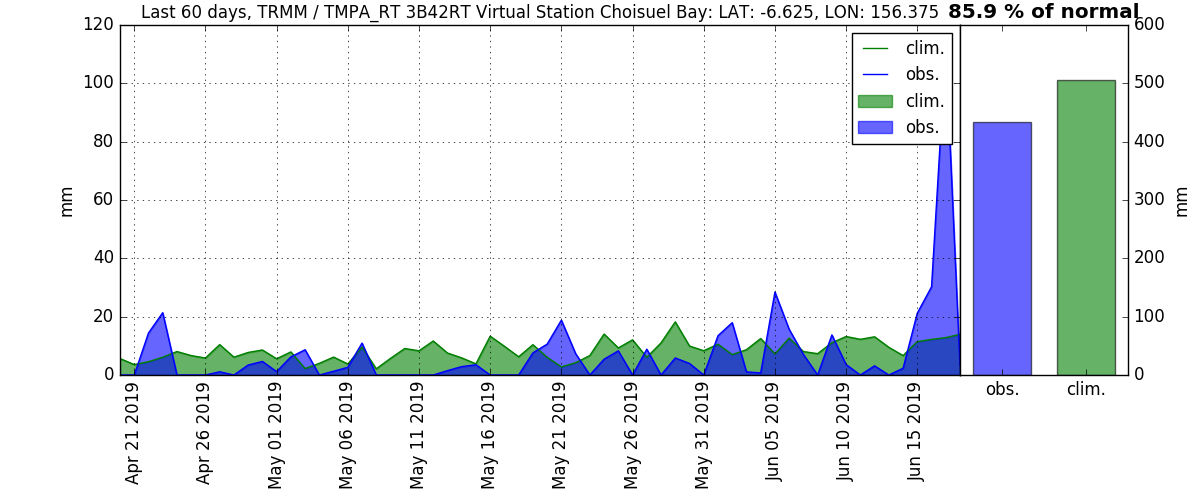 Last 60 days, TRMM / TMPA_RT 3B42RT Virtual Station Choisuel Bay: LAT: -6.625, LON: 156.375 85.9 % of normal
120
100
80
60
40
20
0
mm
clim.
obs.
clim.
obs.
600
500
400
300
200
100
0
mm
Apr 21 2019
Apr 26 2019
May 01 2019
May 06 2019
May 11 2019
May 16 2019
May 21 2019
May 26 2019
May 31 2019
Jun 05 2019
Jun 10 2019
Jun 15 2019
obs.
clim.